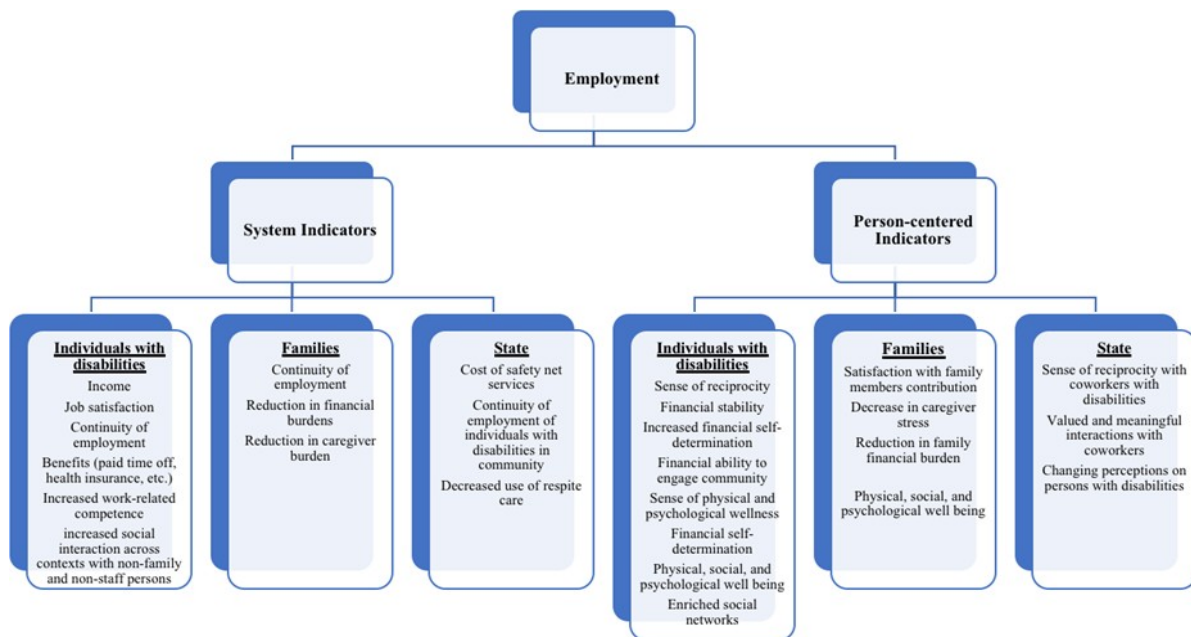 Employment
System Indicators
Person-centered
Indicators
Individuals with
disabilities
Income
Job satisfaction
Continuity of
employment
Benefits (paid time off,
health insurance, etc.)
Increased work-related
competence
increased social
interaction across
contexts with non-family
and non-staff persons
Families
Continuity of
employment
Reduction in financial
burdens
Reduction in caregiver
burden
State
Cost of safety net
services
Continuity of
employment of
individuals with
disabilities in
community
Decreased use of respite
care
Individuals with
disabilities
Sense of reciprocity
Financial stability
Increased financial self-
determination
Financial ability to
engage community
Sense of physical and
psychological wellness
Financial self-
determination
Physical, social, and
psychological well being
Enriched social
networks
Families
Satisfaction with family
members contribution
Decrease in caregiver
stress
Reduction in family
financial burden
Physical, social, and
psychological well being
State
Sense of reciprocity with
coworkers with
disabilities
Valued and meaningful
interactions with
coworkers
Changing perceptions on
persons with disabilities